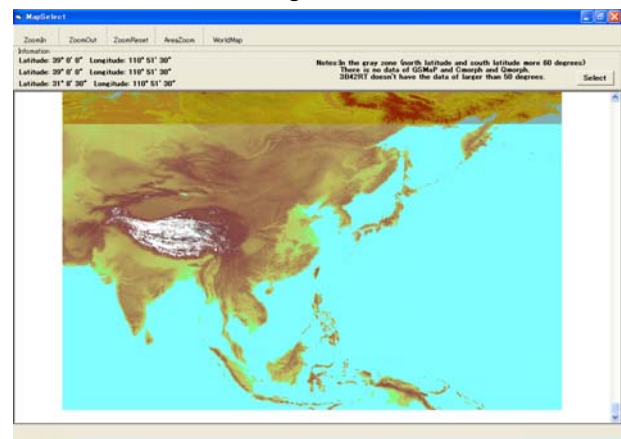 MapSelect
ZoomIn ZoomOut ZoomReset AreaZoom WorldMap
Infomation
Latitude: 39° 0' 0" Longitude: 110° 51' 30"
Latitude: 39° 0' 0" Longitude: 110° 51' 30"
Latitude: 31° 6' 30" Longitude: 110° 51' 30"
Notes:In the gray zone (north latitude and south latitude more 60 degrees)
There is no data of GSMaP and Cmorph and Qmorph.
3B42RT doesn't have the data of larger than 50 degrees.
Select